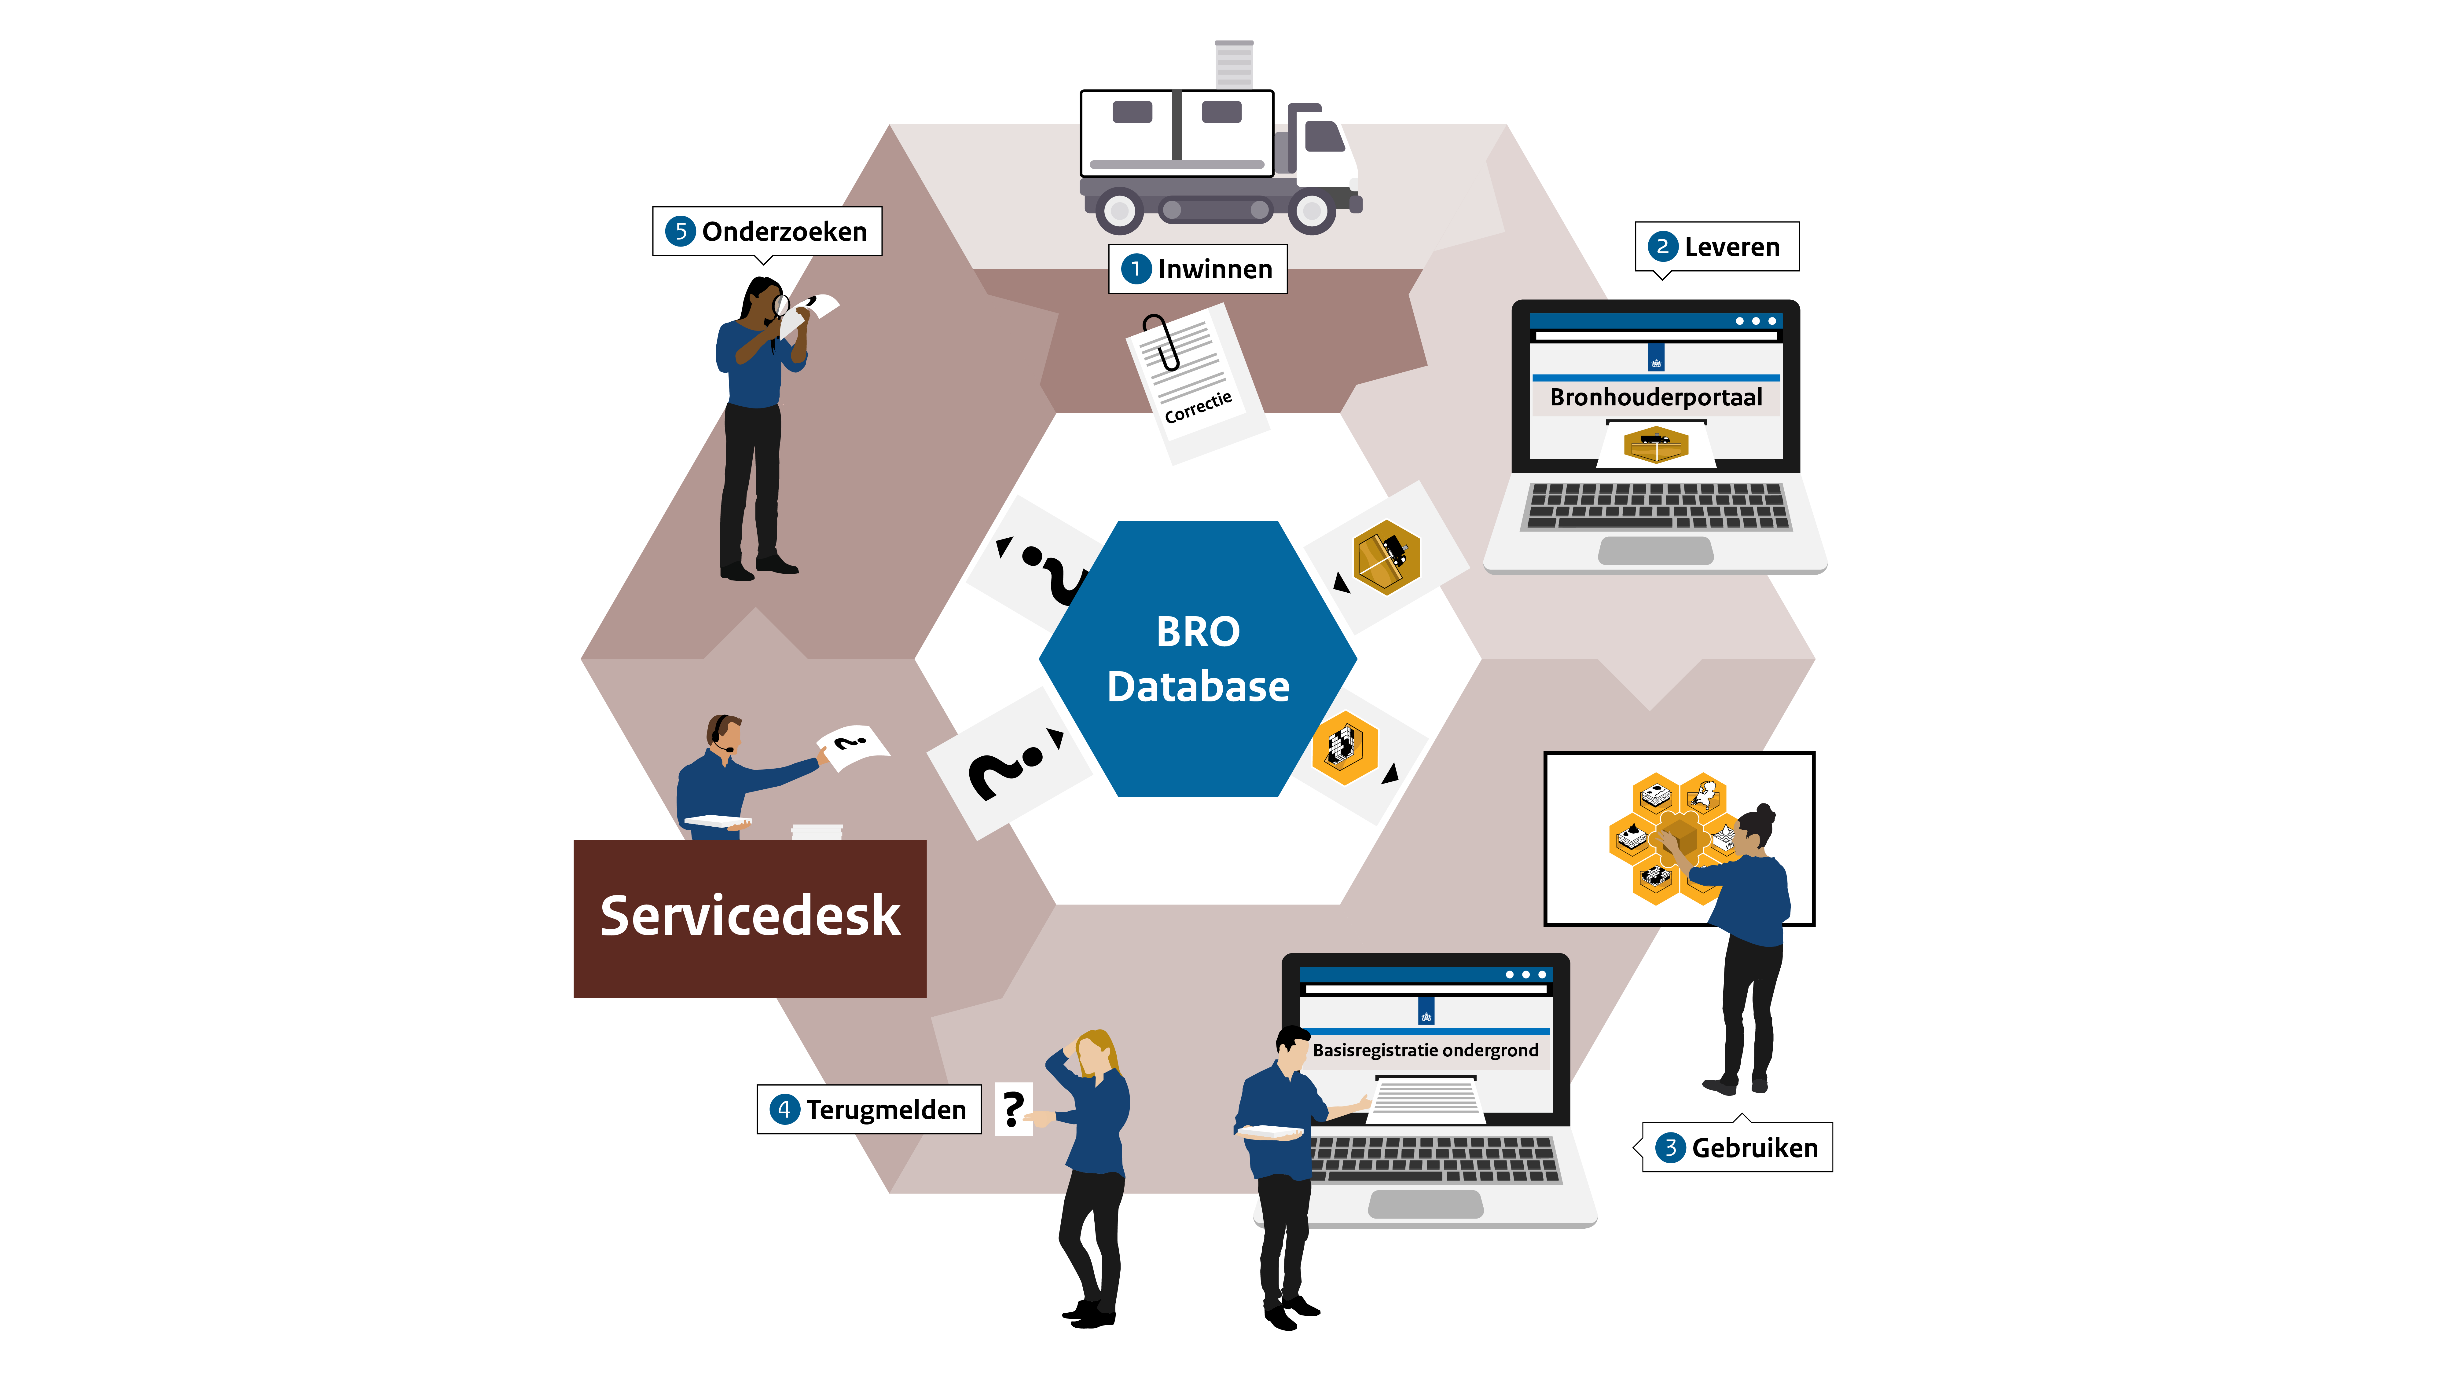 1 Inwinnen
Correctie
2 Leveren
Bronhouderportaal
3 Gebruiken
Basisregistratie ondergrond
4 Terugmelden
?
Servicedesk
?
5 Onderzoeken
?
?
?
BRO
Database